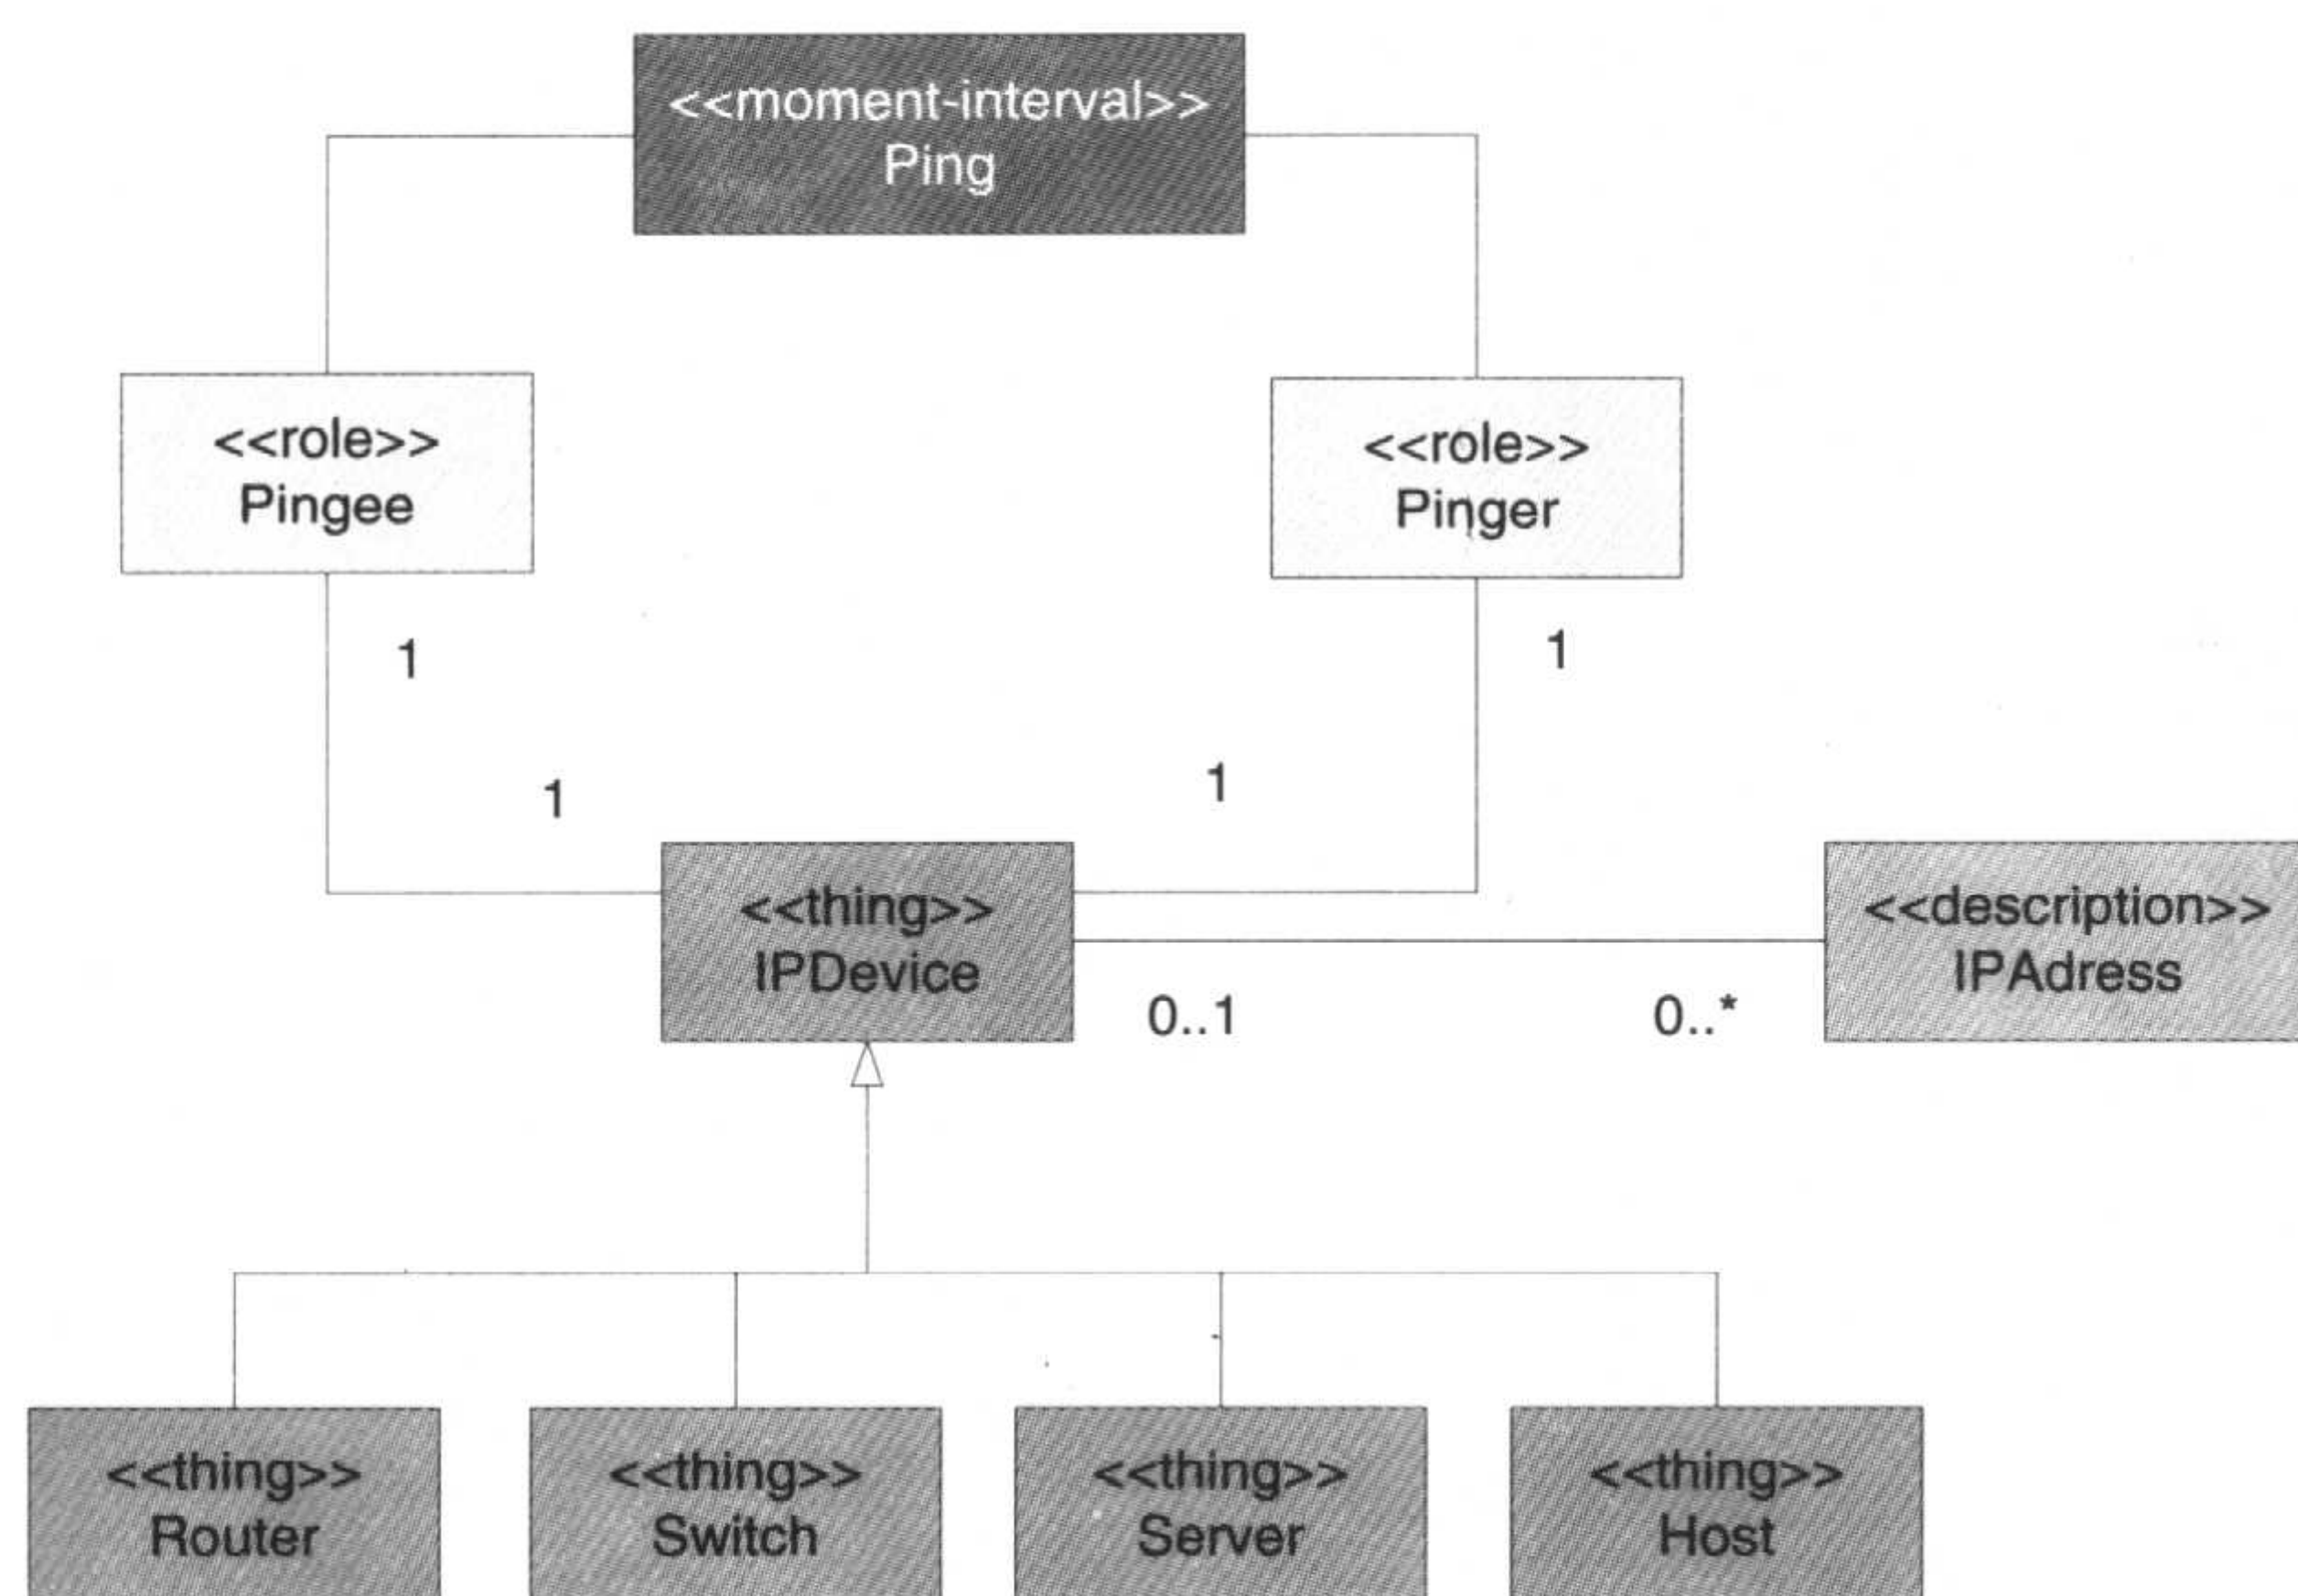 <<moment-interval>>
Ping
<<role>>
Pingee
<<role>>
Pinger
1
1
1
1
<<thing>>
IPDevice
<<description>>
IPAdress
0..1
0..*
<<thing>>
Router
<<thing>>
Switch
<<thing>>
Server
<<thing>>
Host